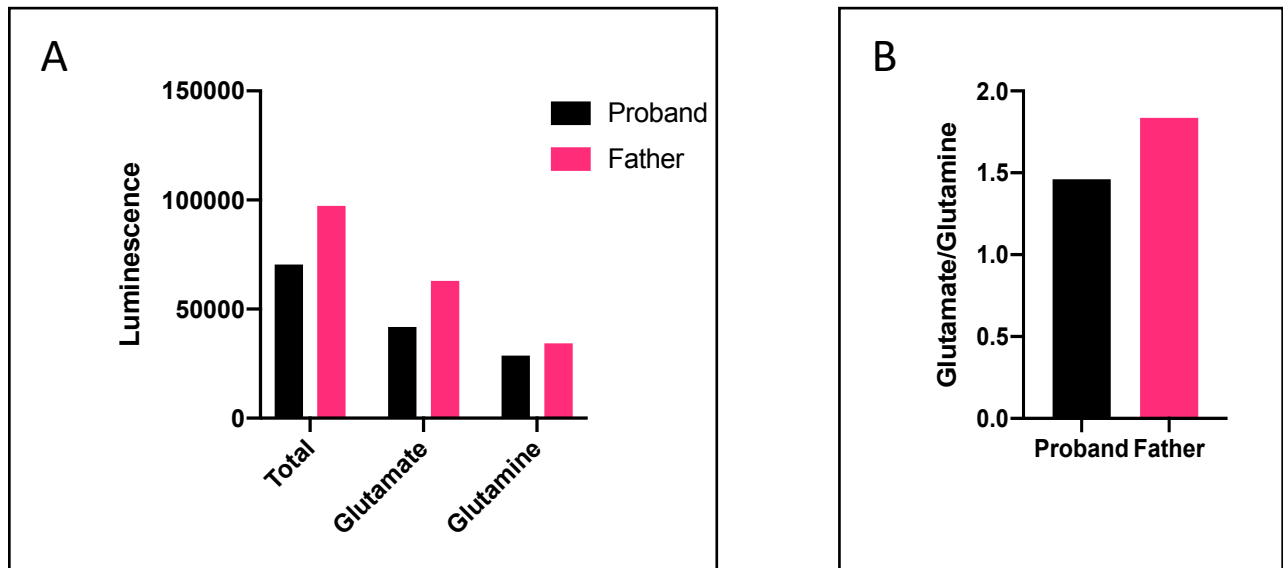 A
150000
100000
50000
0
Luminescence
Proband
Father
Total
Glutamate
Glutamine
B
2.0
1.5
1.0
0.5
0.0
Glutamate/Glutamine
Proband Father